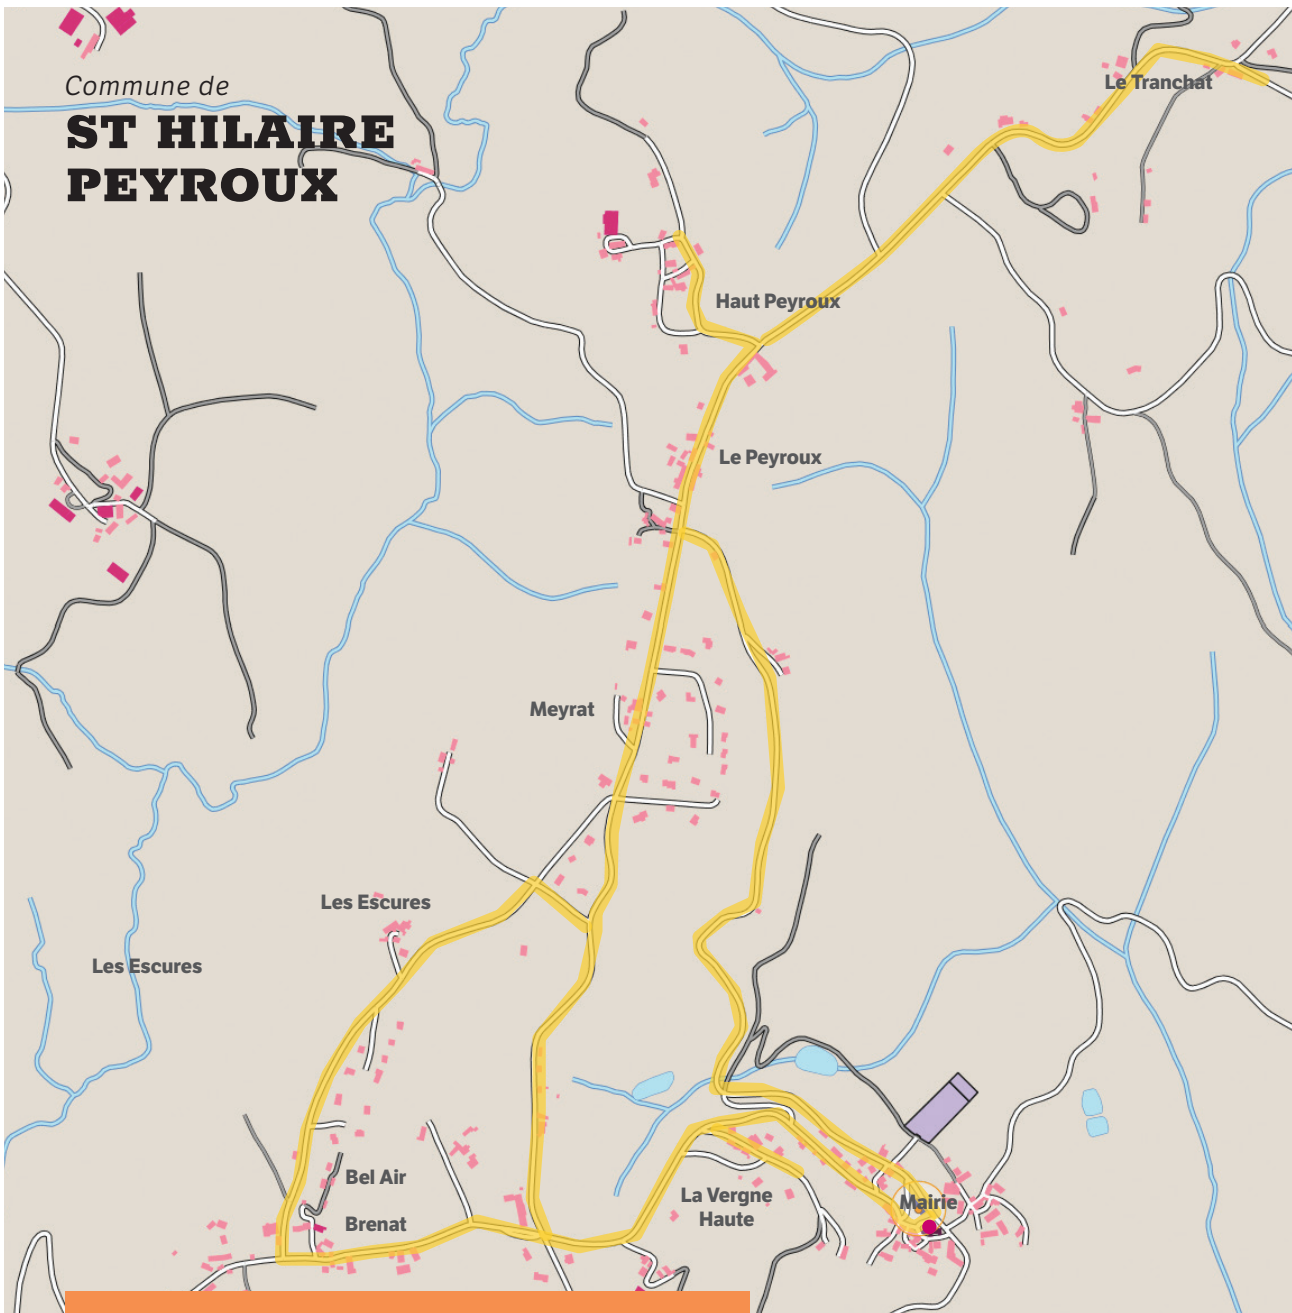 Commune de
ST HILAIRE
PEYROUX
Le Tranchat
Haut Peyroux
Le Peyroux
Meyrat
Les Escures
Les Escures
Bel Air
La Vergne
Haute
Mairie
Brenat